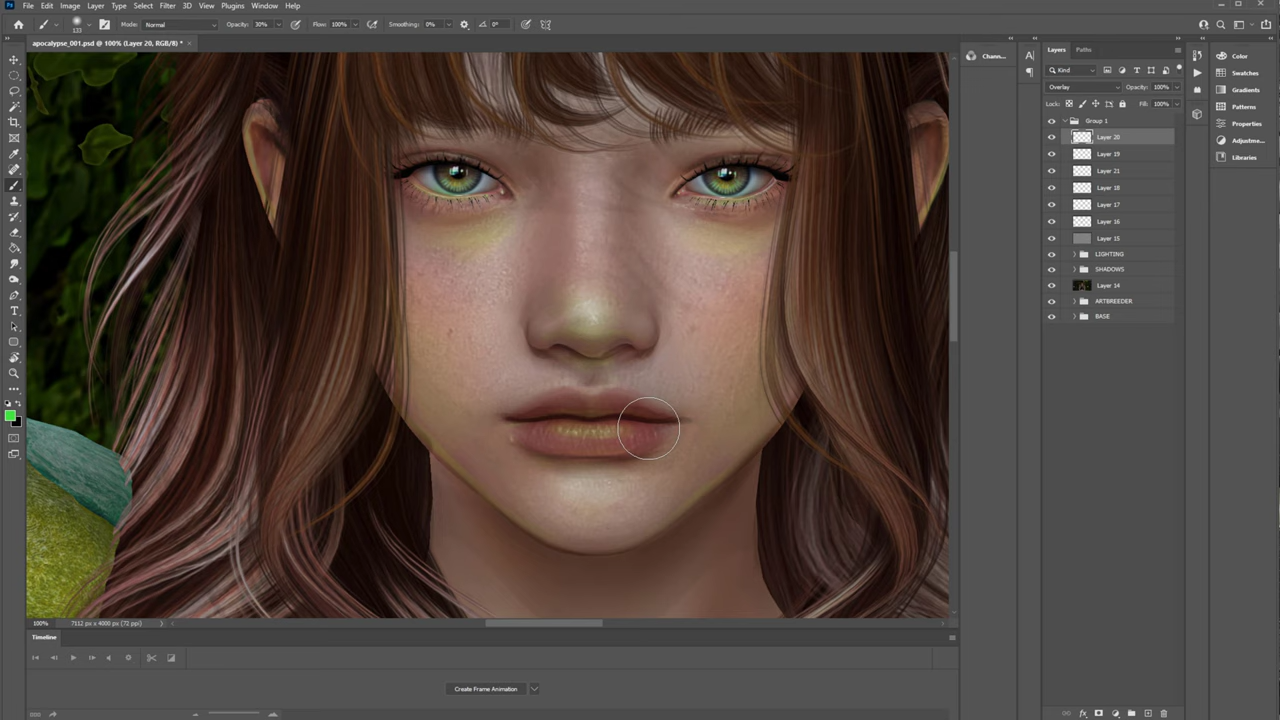 File Edit Image Layer Type Select Filter 3D View Plugins Window Help
133 Mode: Normal Opacity: 30% Flow: 100% Smoothing: 0% 0°
apocalypse_001.psd @ 100% (Layer 20, RGB/8) * ×
Chann...
Layers Paths
Kind
Overlay Opacity: 100%
Lock: Fill: 100%
Group 1
Layer 20
Layer 19
Layer 21
Layer 18
Layer 17
Layer 16
Layer 15
LIGHTING
SHADOWS
Layer 14
ARTBREEDER
BASE
Color
Swatches
Gradients
Patterns
Properties
Adjustme...
Libraries
100% 7112 px x 4000 px (72 ppi)
Timeline
Create Frame Animation